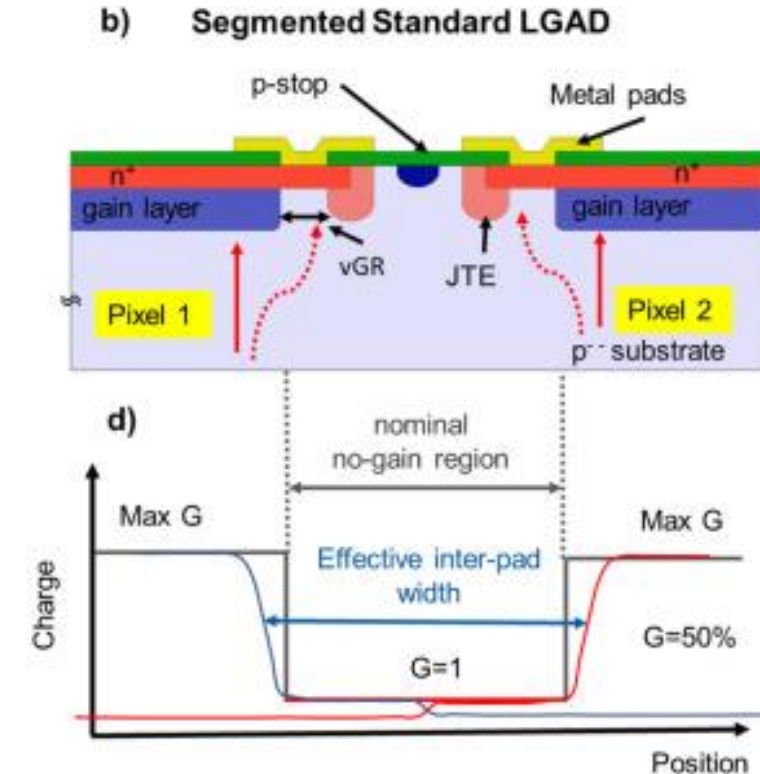 b) Segmented Standard LGAD
p-stop
Metal pads
n⁺
n⁺
gain layer
gain layer
vGR
JTE
Pixel 1
Pixel 2
p⁻⁻ substrate
d)
nominal
no-gain region
Max G
Max G
Effective inter-pad
width
Charge
G=50%
G=1
Position